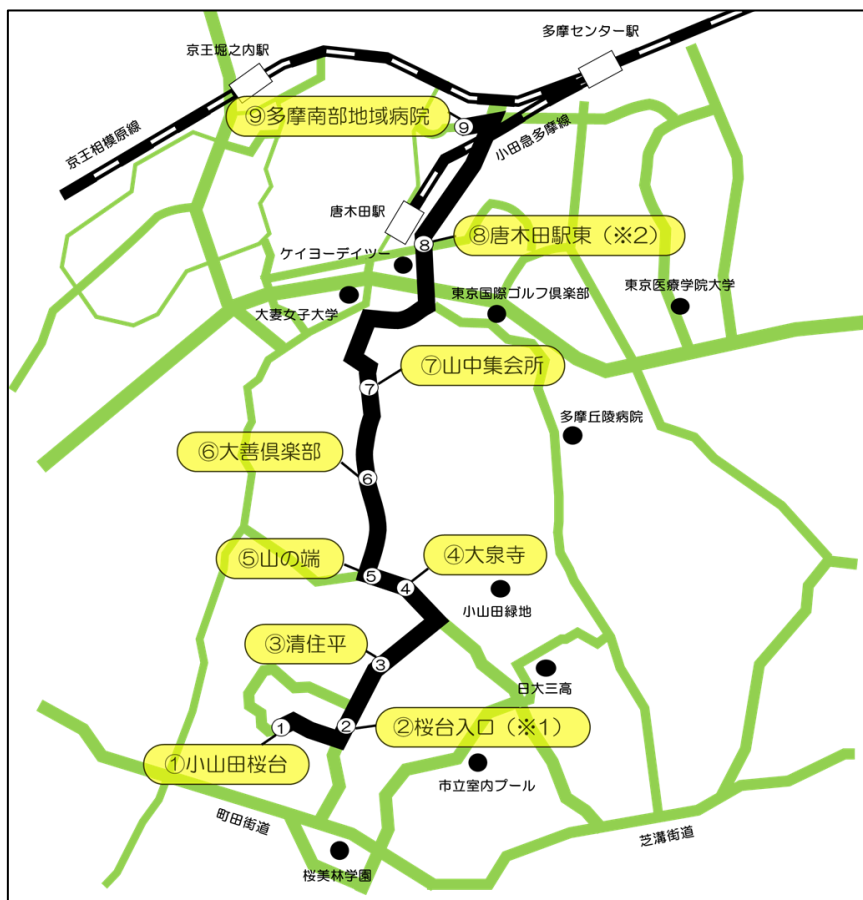 多摩センター駅
京王堀之内駅
⑨多摩南部地域病院
⑨
京王相模原線
小田急多摩線
唐木田駅
⑧
⑧唐木田駅東（※2）
ケイヨーデイツー
大妻女子大学
東京国際ゴルフ倶楽部
東京医療学院大学
⑦山中集会所
⑦
多摩丘陵病院
⑥大善倶楽部
⑥
⑤山の端
⑤
④大泉寺
④
小山田緑地
③清住平
③
日大三高
①
②
②桜台入口（※1）
①小山田桜台
市立室内プール
町田街道
芝溝街道
桜美林学園